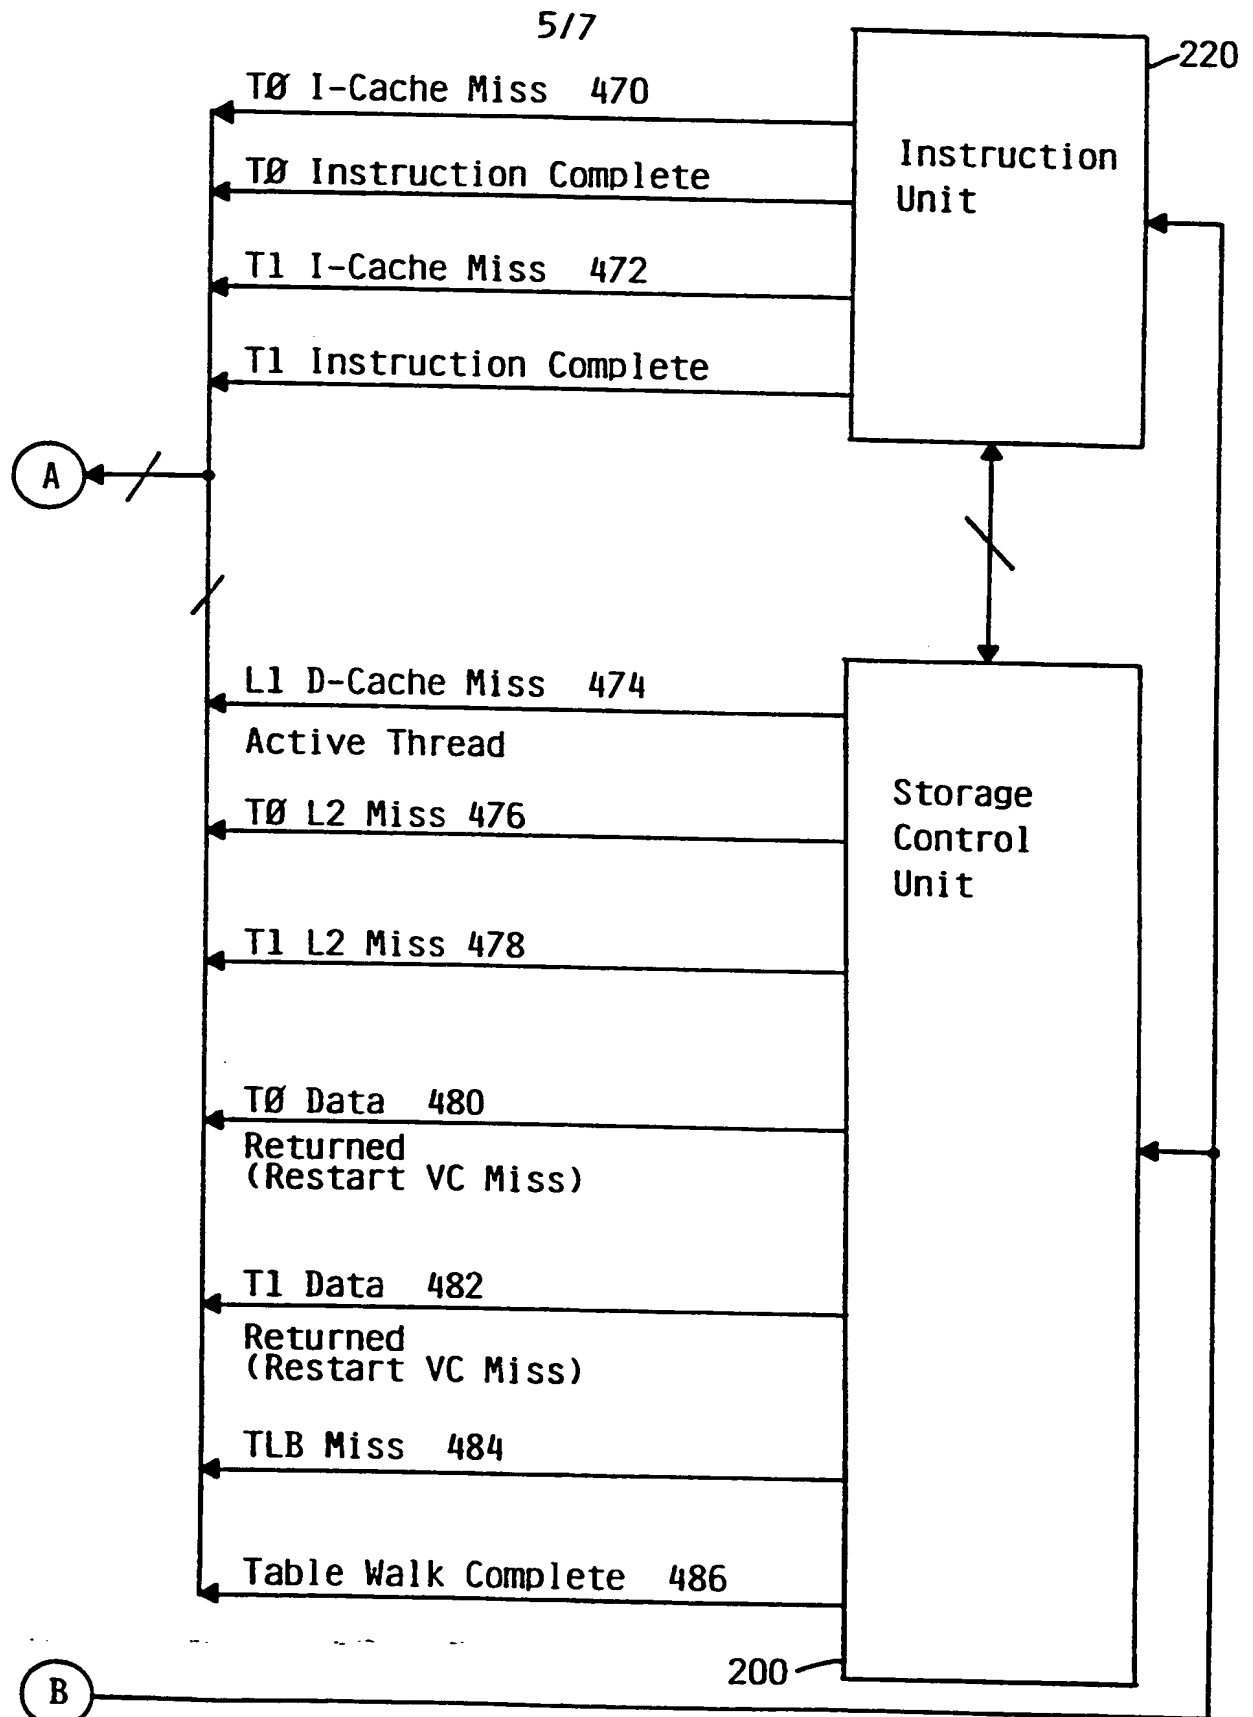 5/7
220
TØ I-Cache Miss 470
Instruction
Unit
TØ Instruction Complete
T1 I-Cache Miss 472
T1 Instruction Complete
A
L1 D-Cache Miss 474
Active Thread
Storage
Control
Unit
TØ L2 Miss 476
T1 L2 Miss 478
TØ Data 480
Returned
(Restart VC Miss)
T1 Data 482
Returned
(Restart VC Miss)
TLB Miss 484
Table Walk Complete 486
200
B